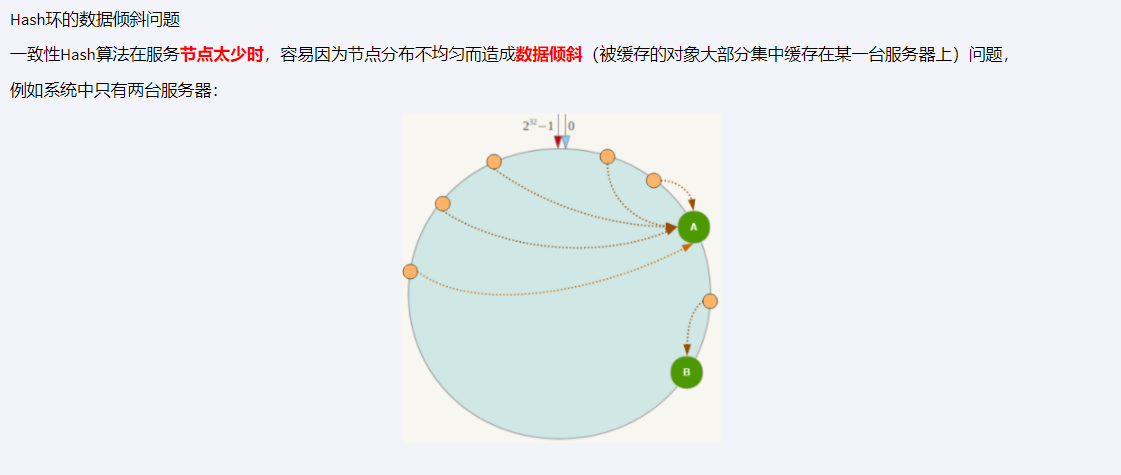 Hash环的数据倾斜问题
一致性Hash算法在服务节点太少时，容易因为节点分布不均匀而造成数据倾斜（被缓存的对象大部分集中缓存在某一台服务器上）问题，
例如系统中只有两台服务器：
2³²−1 0
A
B